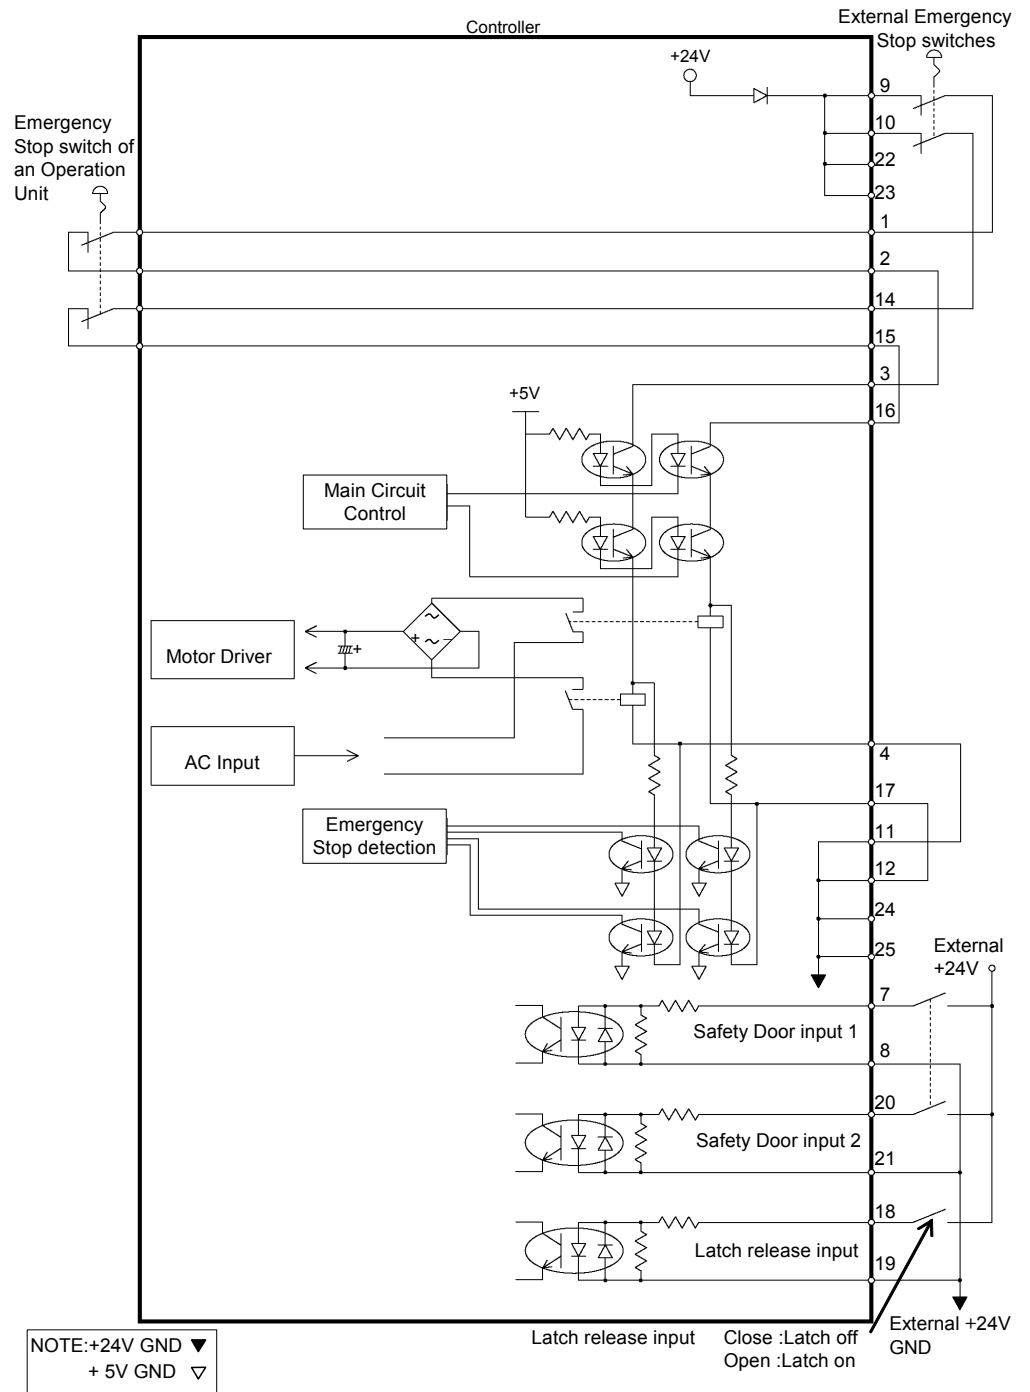 Controller
External Emergency
Stop switches
+24V
9
10
22
23
Emergency
Stop switch of
an Operation
Unit
1
2
14
15
3
16
+5V
Main Circuit
Control
Motor Driver
+
~
~
−
+
AC Input
4
17
11
12
24
25
Emergency
Stop detection
External
+24V
7
Safety Door input 1
8
20
Safety Door input 2
21
18
Latch release input
19
External +24V
GND
Latch release input Close :Latch off
Open :Latch on
NOTE:+24V GND ▼
+ 5V GND ▽